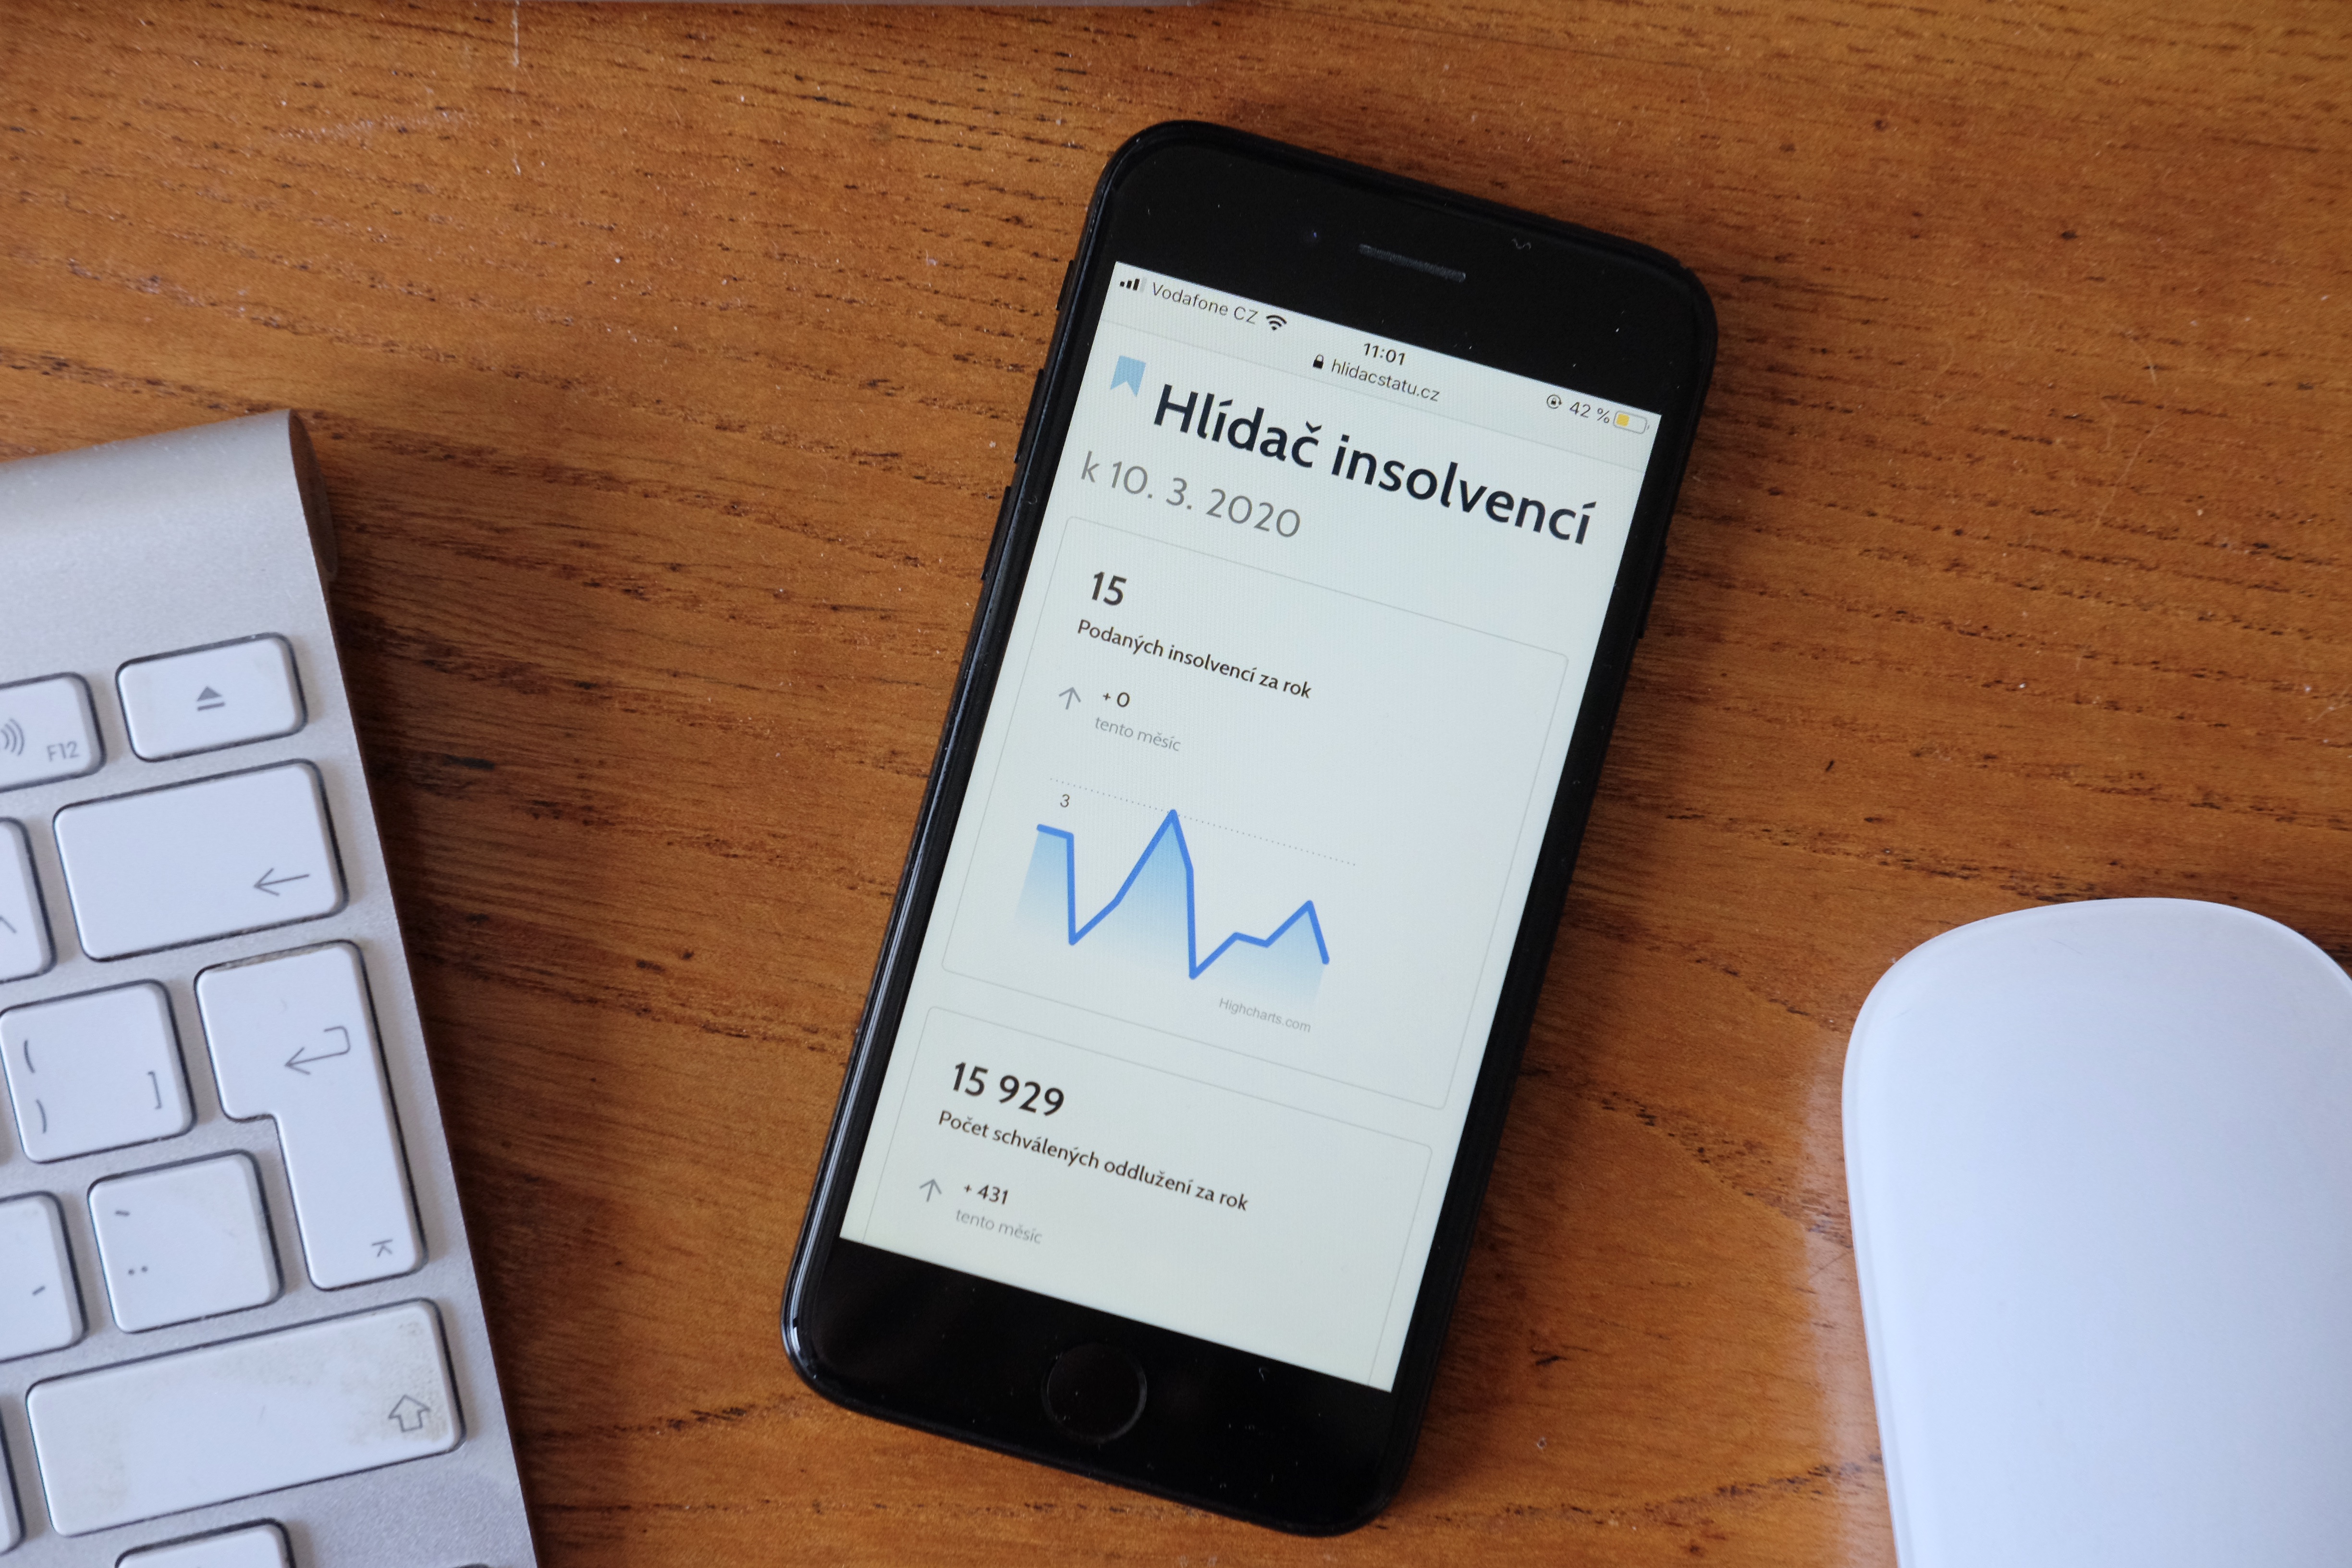 Vodafone CZ
11:01
hlidacstatu.cz
42 %
Hlídač insolvencí
k 10. 3. 2020
15
Podaných insolvencí za rok
+ 0
tento měsíc
3
Highcharts.com
15 929
Počet schválených oddlužení za rok
+ 431
tento měsíc
F12
(
)
]